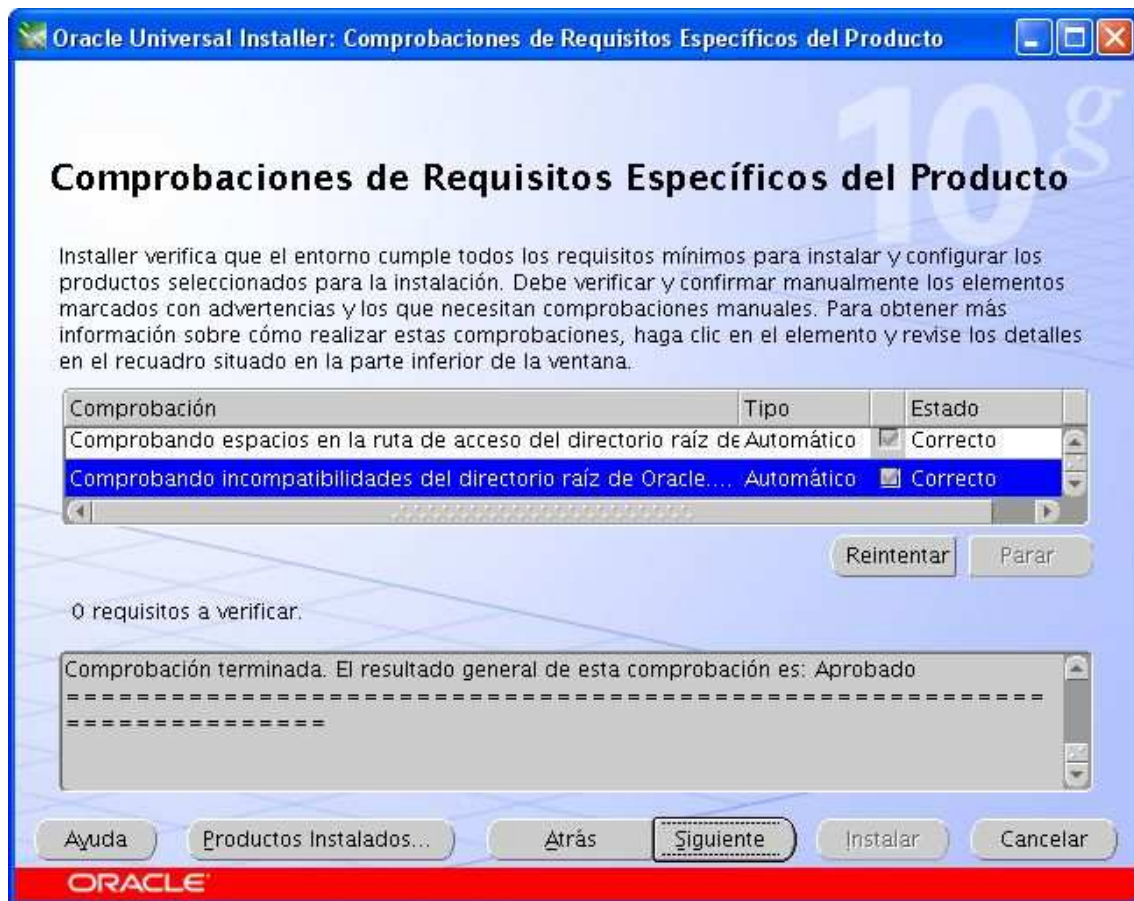 Oracle Universal Installer: Comprobaciones de Requisitos Específicos del Producto
10g
Comprobaciones de Requisitos Específicos del Producto
Installer verifica que el entorno cumple todos los requisitos mínimos para instalar y configurar los
productos seleccionados para la instalación. Debe verificar y confirmar manualmente los elementos
marcados con advertencias y los que necesitan comprobaciones manuales. Para obtener más
información sobre cómo realizar estas comprobaciones, haga clic en el elemento y revise los detalles
en el recuadro situado en la parte inferior de la ventana.
Comprobación Tipo Estado
Comprobando espacios en la ruta de acceso del directorio raíz de Automático Correcto
Comprobando incompatibilidades del directorio raíz de Oracle.... Automático Correcto
Reintentar Parar
0 requisitos a verificar.
Comprobación terminada. El resultado general de esta comprobación es: Aprobado
====================================================================
===============
Ayuda Productos Instalados... Atrás Siguiente Instalar Cancelar
ORACLE